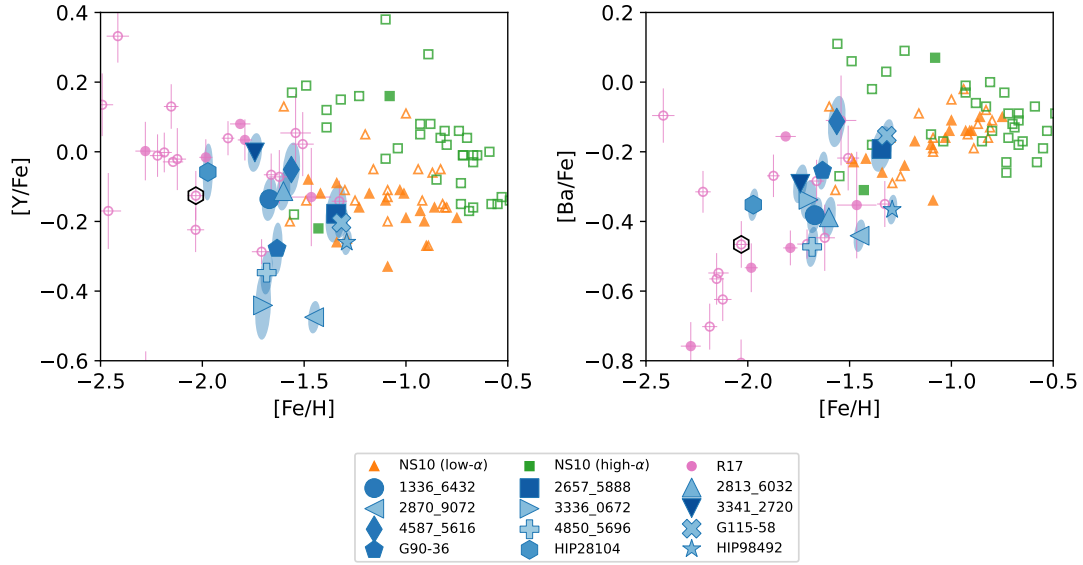 0.4
0.2
0.0
−0.2
−0.4
−0.6
[Y/Fe]
−2.5
−2.0
−1.5
−1.0
−0.5
[Fe/H]
0.2
0.0
−0.2
−0.4
−0.6
−0.8
[Ba/Fe]
−2.5
−2.0
−1.5
−1.0
−0.5
[Fe/H]
NS10 (low-α) NS10 (high-α) R17
1336_6432 2657_5888 2813_6032
2870_9072 3336_0672 3341_2720
4587_5616 4850_5696 G115-58
G90-36 HIP28104 HIP98492